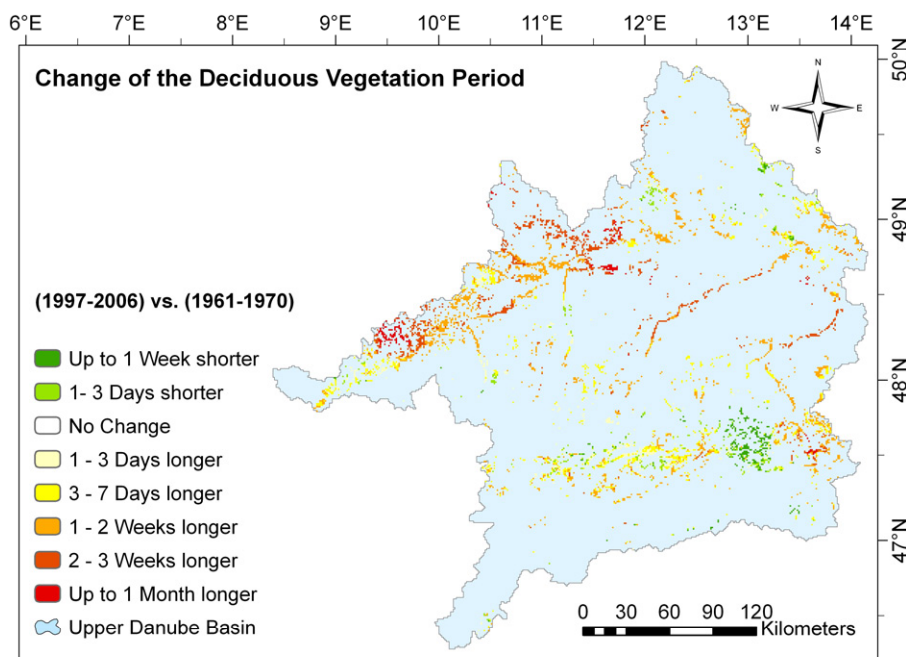 6°E 7°E 8°E 9°E 10°E 11°E 12°E 13°E 14°E
50°N
Change of the Deciduous Vegetation Period
N
W E
S
49°N
(1997-2006) vs. (1961-1970)
Up to 1 Week shorter
1- 3 Days shorter
48°N
No Change
1 - 3 Days longer
3 - 7 Days longer
1 - 2 Weeks longer
47°N
2 - 3 Weeks longer
Up to 1 Month longer
Upper Danube Basin
0 15 30 60 90 120
Kilometers